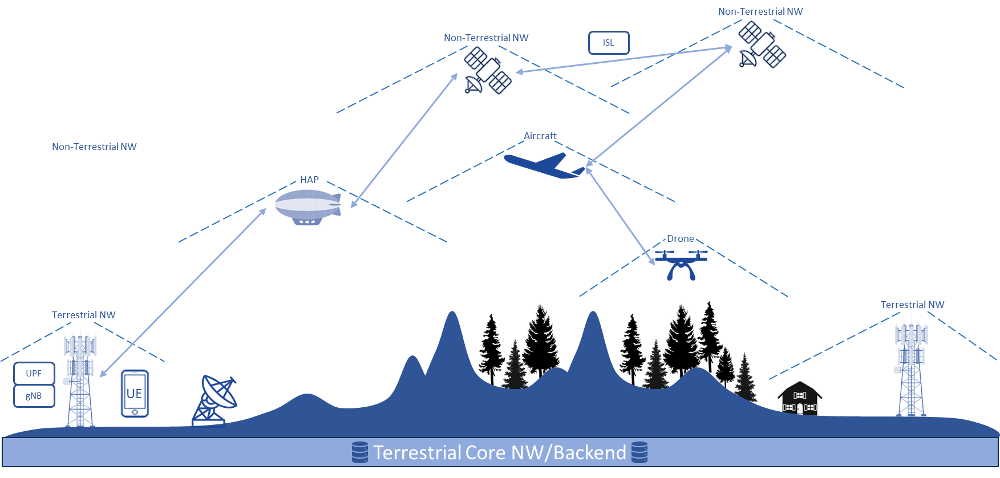 Non-Terrestrial NW
Non-Terrestrial NW
ISL
Aircraft
Non-Terrestrial NW
HAP
Drone
Terrestrial NW
Terrestrial NW
UPF
gNB
UE
Terrestrial Core NW/Backend